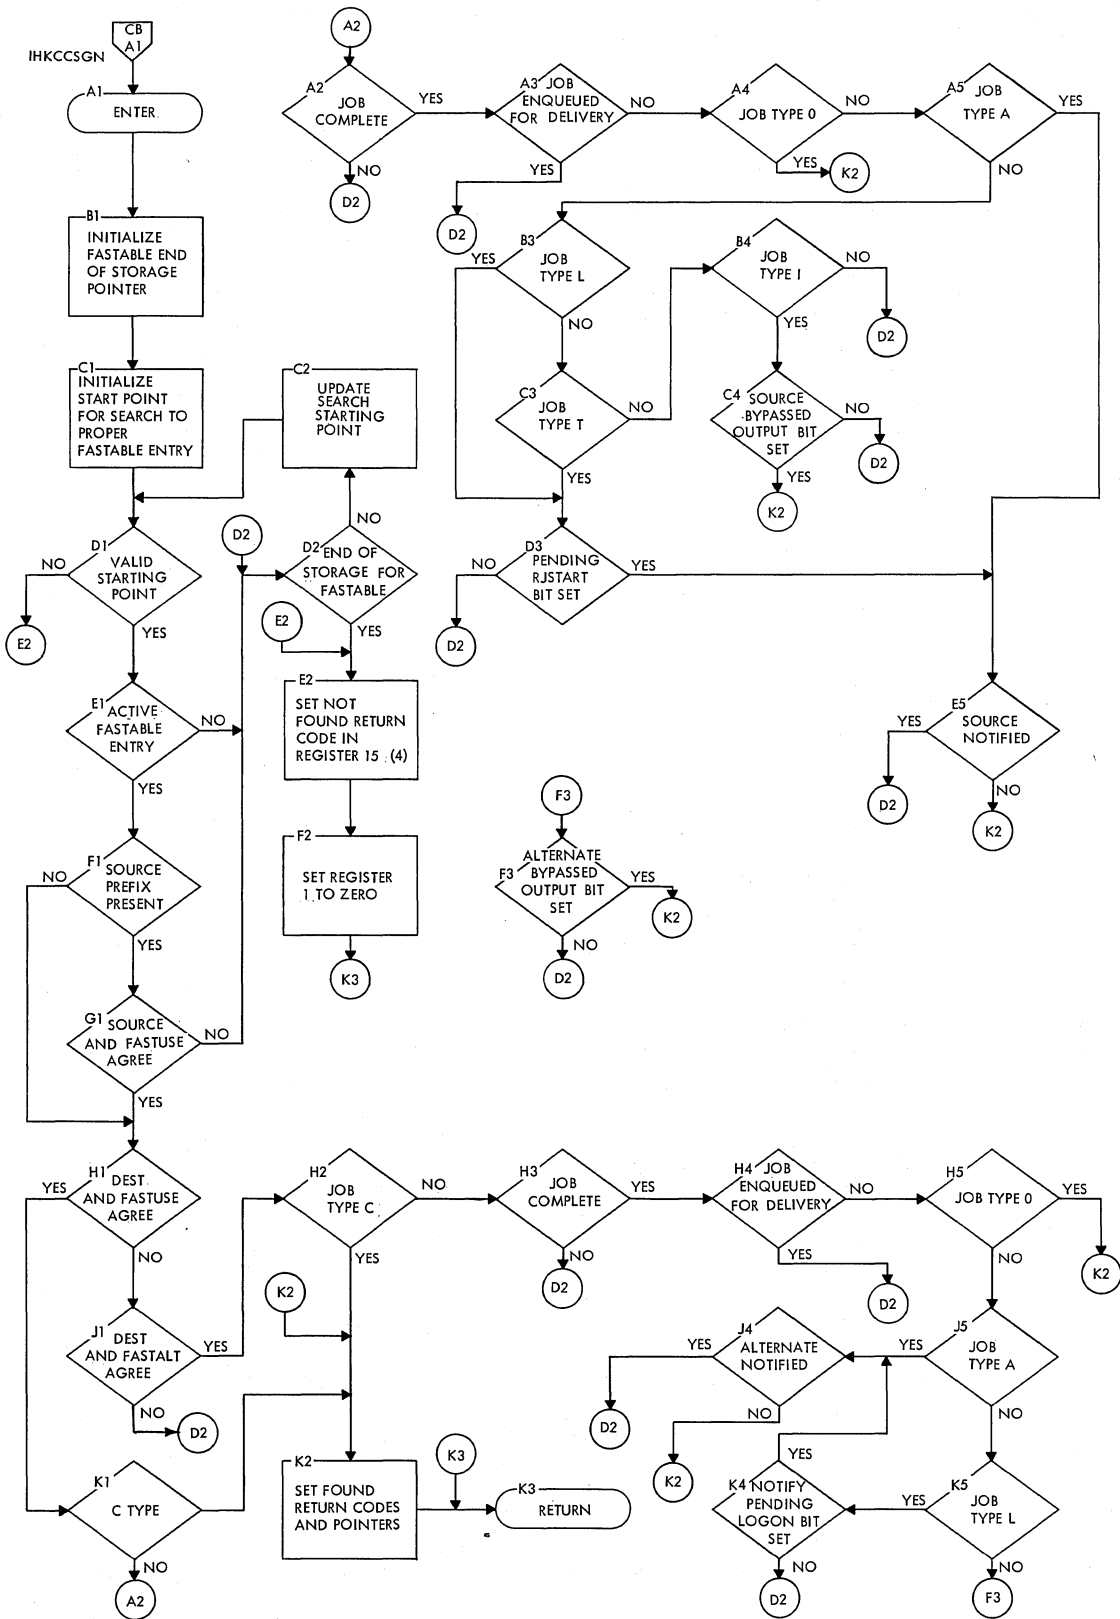 CB
A1
IHKCCSGN
A1
ENTER
B1
INITIALIZE
FASTABLE END
OF STORAGE
POINTER
C1
INITIALIZE
START POINT
FOR SEARCH TO
PROPER
FASTABLE ENTRY
D1
VALID
STARTING
POINT
NO
E2
YES
E1
ACTIVE
FASTABLE
ENTRY
NO
YES
F1
SOURCE
PREFIX
PRESENT
NO
YES
G1
SOURCE
AND FASTUSE
AGREE
NO
YES
H1
DEST
AND FASTUSE
AGREE
YES
NO
J1
DEST
AND FASTALT
AGREE
YES
NO
D2
K1
C TYPE
NO
A2
A2
A2
JOB
COMPLETE
YES
NO
D2
C2
UPDATE
SEARCH
STARTING
POINT
NO
D2
D2
END OF
STORAGE FOR
FASTABLE
E2
YES
E2
SET NOT
FOUND RETURN
CODE IN
REGISTER 15 (4)
F2
SET REGISTER
1 TO ZERO
K3
H2
JOB
TYPE C
NO
YES
K2
K2
SET FOUND
RETURN CODES
AND POINTERS
K3
K3
RETURN
A3
JOB
ENQUEUED
FOR DELIVERY
NO
YES
D2
B3
JOB
TYPE L
YES
NO
C3
JOB
TYPE T
NO
YES
D3
PENDING
RJSTART
BIT SET
NO
YES
D2
F3
F3
ALTERNATE
BYPASSED
OUTPUT BIT
SET
YES
K2
NO
D2
H3
JOB
COMPLETE
YES
NO
D2
A4
JOB TYPE 0
NO
YES
K2
B4
JOB
TYPE I
NO
D2
YES
C4
SOURCE
BYPASSED
OUTPUT BIT
SET
NO
D2
YES
K2
H4
JOB
ENQUEUED
FOR DELIVERY
NO
YES
D2
J4
ALTERNATE
NOTIFIED
YES
D2
NO
K2
YES
K4
NOTIFY
PENDING
LOGON BIT
SET
NO
D2
A5
JOB
TYPE A
YES
NO
E5
SOURCE
NOTIFIED
YES
D2
NO
K2
H5
JOB TYPE 0
YES
K2
NO
J5
JOB
TYPE A
YES
NO
K5
JOB
TYPE L
YES
NO
F3